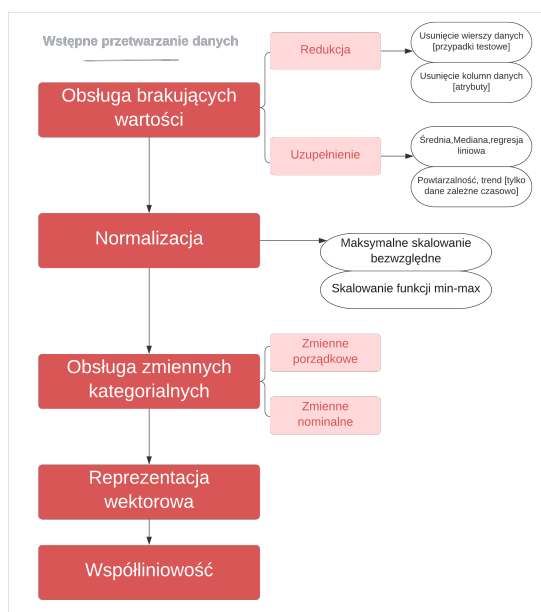 Wstępne przetwarzanie danych
Obsługa brakujących
wartości
Redukcja
Usunięcie wierszy danych
[przypadki testowe]
Usunięcie kolumn danych
[atrybuty]
Uzupełnienie
Średnia,Mediana,regresja
liniowa
Powtarzalność, trend [tylko
dane zależne czasowo]
Normalizacja
Maksymalne skalowanie
bezwzględne
Skalowanie funkcji min-max
Obsługa zmiennych
kategorialnych
Zmienne
porządkowe
Zmienne
nominalne
Reprezentacja
wektorowa
Współliniowość